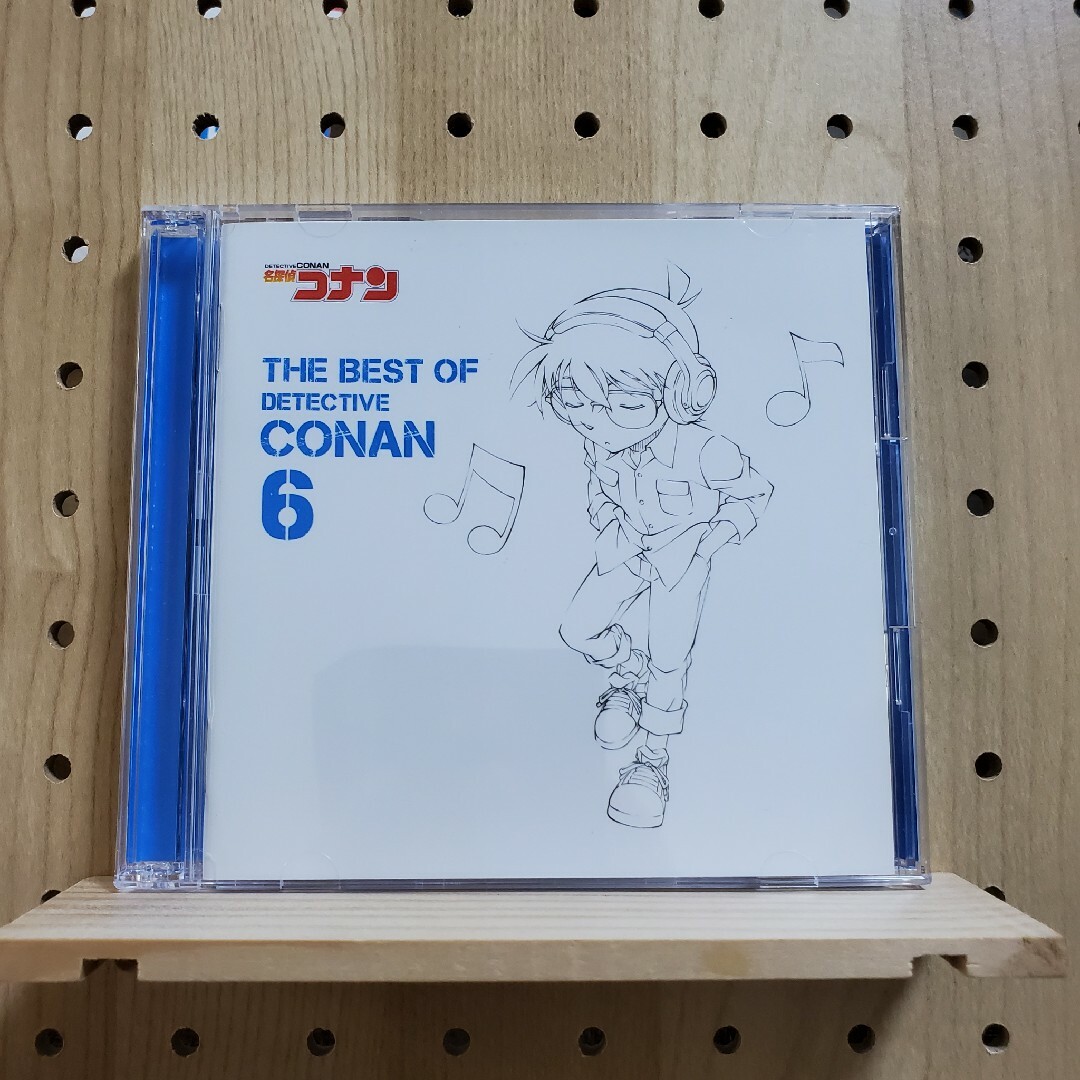 DETECTIVE CONAN
名探偵
コナン
THE BEST OF
DETECTIVE
CONAN
6